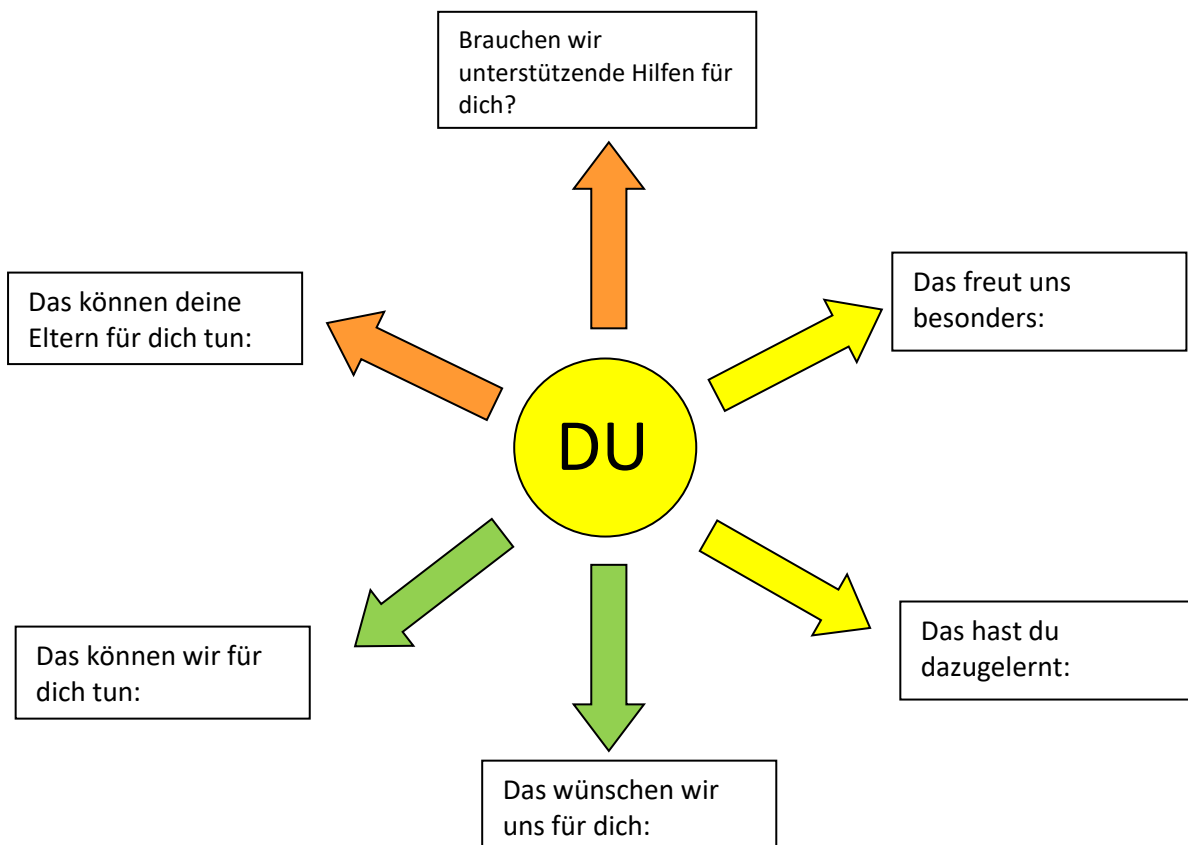 Brauchen wir
unterstützende Hilfen für
dich?
Das können deine
Eltern für dich tun:
Das freut uns
besonders:
DU
Das können wir für
dich tun:
Das hast du
dazugelernt:
Das wünschen wir
uns für dich: